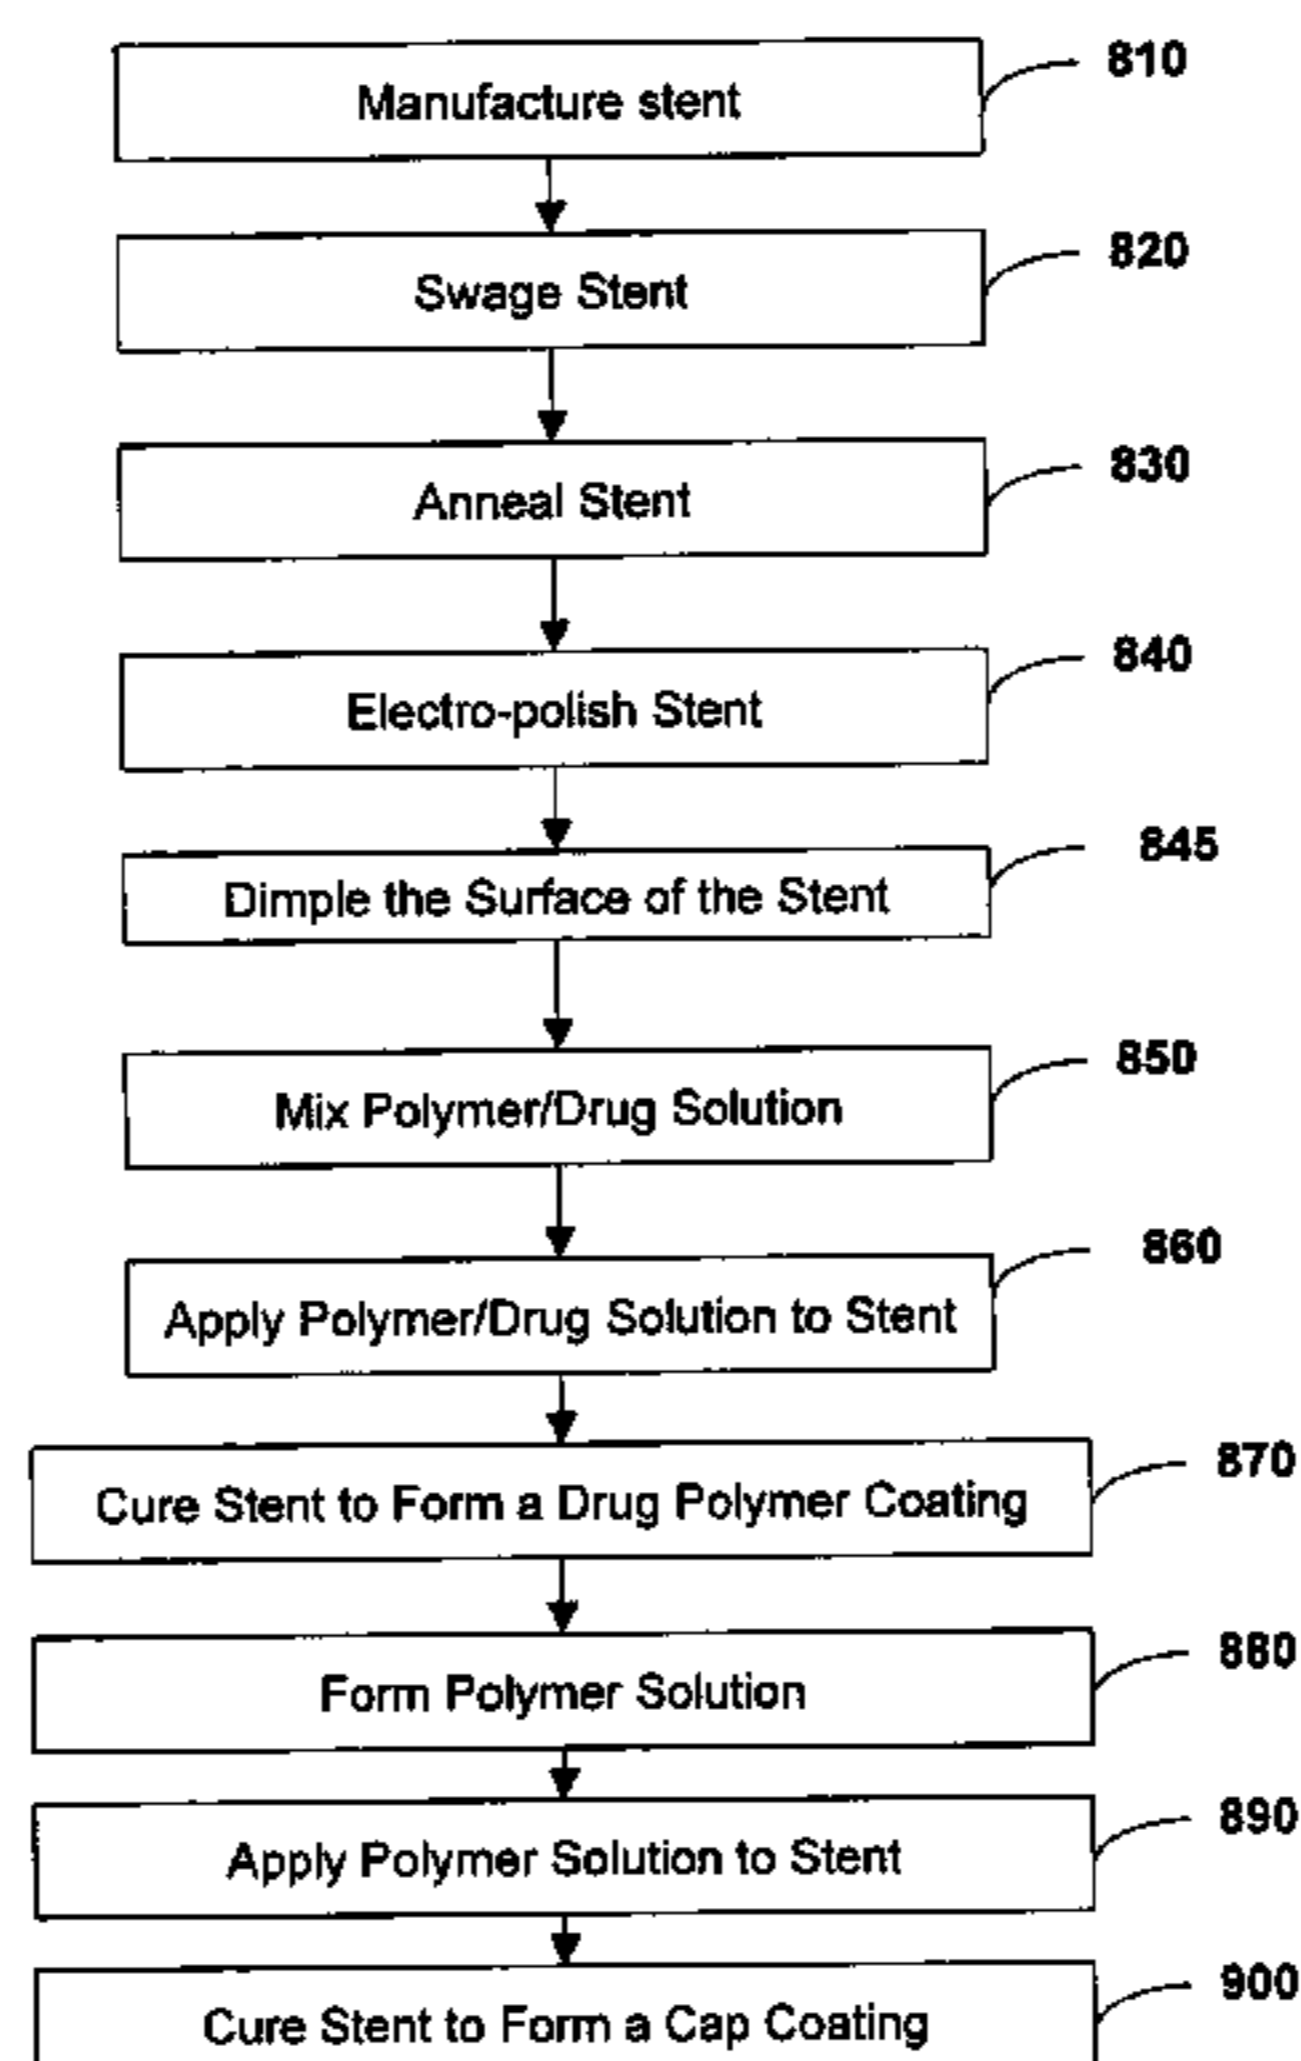 Manufacture stent 810
Swage Stent 820
Anneal Stent 830
Electro-polish Stent 840
Dimple the Surface of the Stent 845
Mix Polymer/Drug Solution 850
Apply Polymer/Drug Solution to Stent 860
Cure Stent to Form a Drug Polymer Coating 870
Form Polymer Solution 880
Apply Polymer Solution to Stent 890
Cure Stent to Form a Cap Coating 900